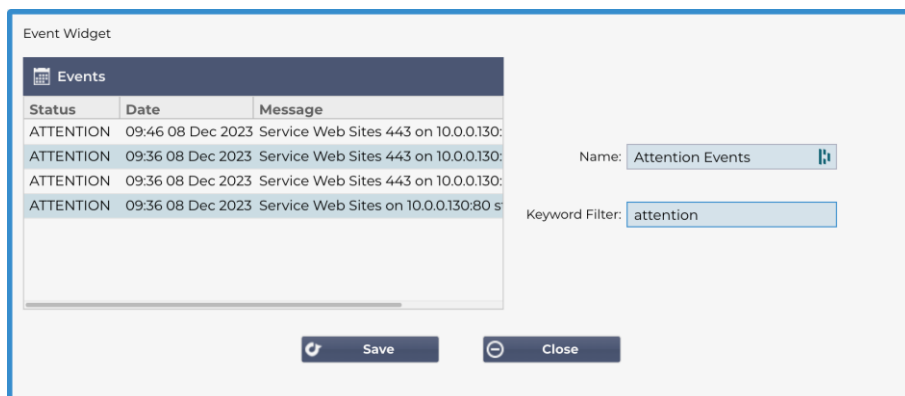 Event Widget
Events
Status Date Message
ATTENTION 09:46 08 Dec 2023 Service Web Sites 443 on 10.0.0.130:
ATTENTION 09:36 08 Dec 2023 Service Web Sites 443 on 10.0.0.130:
ATTENTION 09:36 08 Dec 2023 Service Web Sites 443 on 10.0.0.130:
ATTENTION 09:36 08 Dec 2023 Service Web Sites on 10.0.0.130:80
Name: Attention Events
Keyword Filter: attention
Save Close